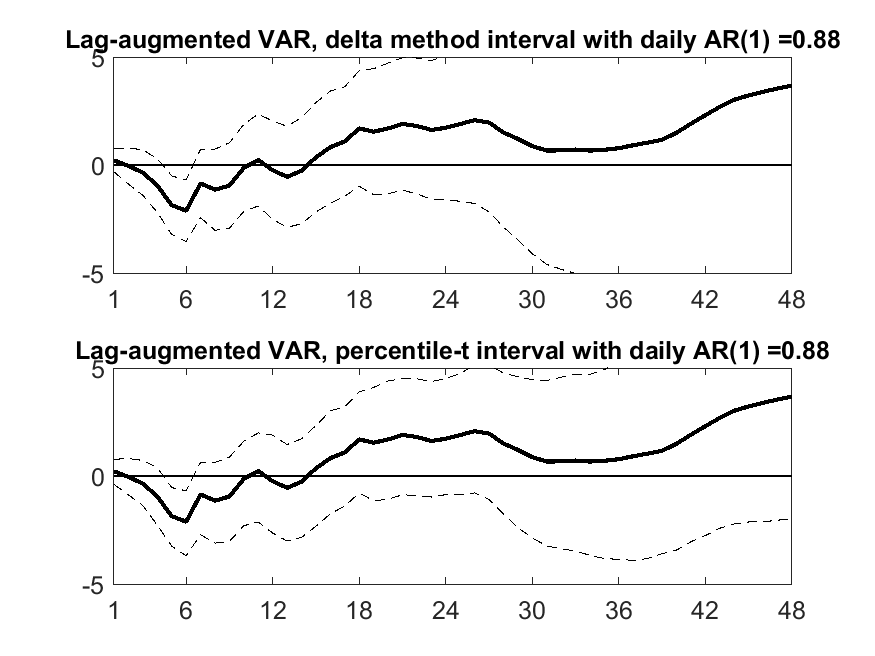 Lag-augmented VAR, delta method interval with daily AR(1) =0.88
5
0
-5
1 6 12 18 24 30 36 42 48
Lag-augmented VAR, percentile-t interval with daily AR(1) =0.88
5
0
-5
1 6 12 18 24 30 36 42 48